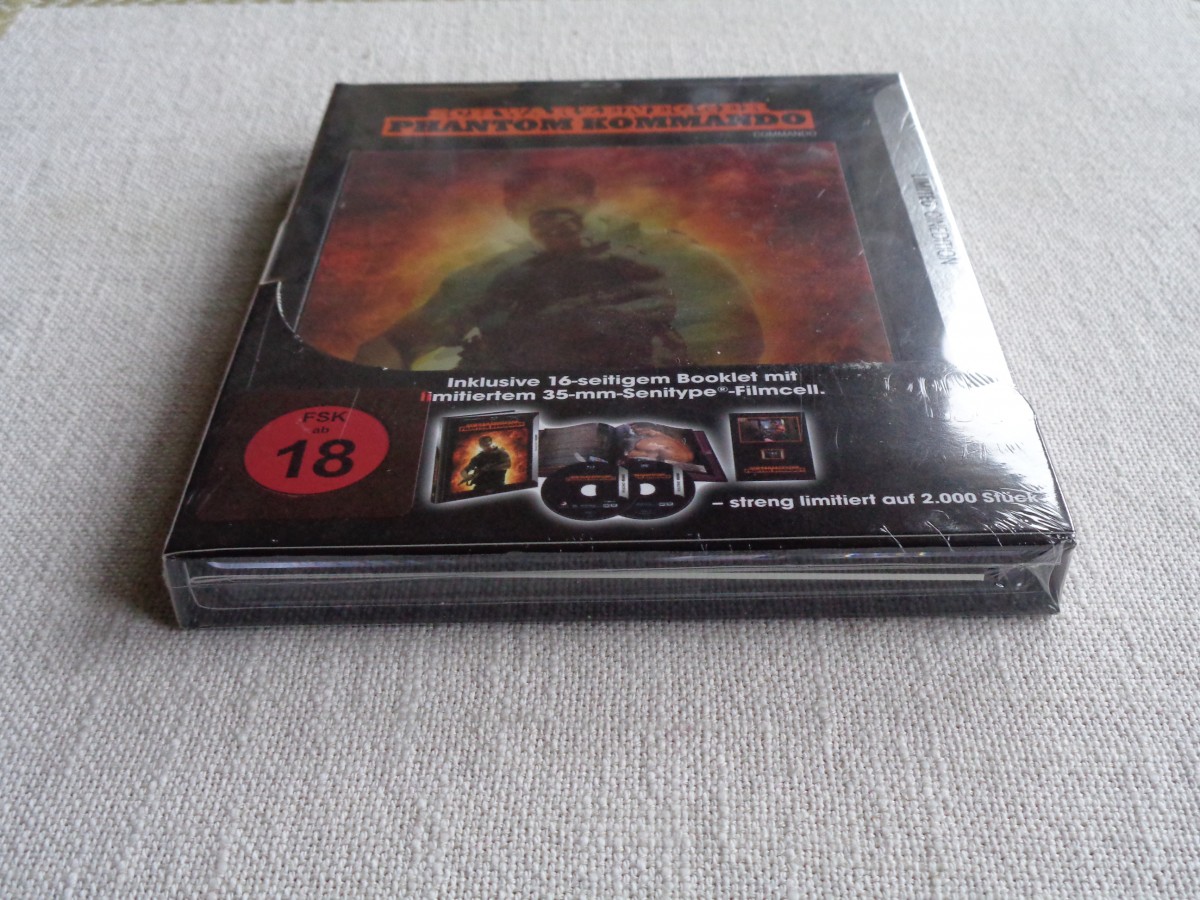 SCHWARZENEGGER
PHANTOM KOMMANDO
COMMANDO
LIMITED CINEDITION
Inklusive 16-seitigem Booklet mit
limitiertem 35-mm-Senitype®-Filmcell.
FSK
ab
18
– streng limitiert auf 2.000 Stück